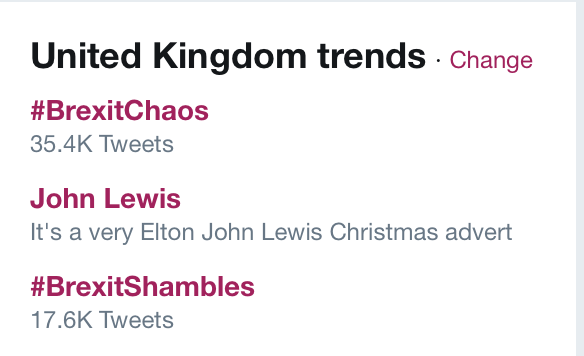 United Kingdom trends · Change
#BrexitChaos
35.4K Tweets
John Lewis
It's a very Elton John Lewis Christmas advert
#BrexitShambles
17.6K Tweets